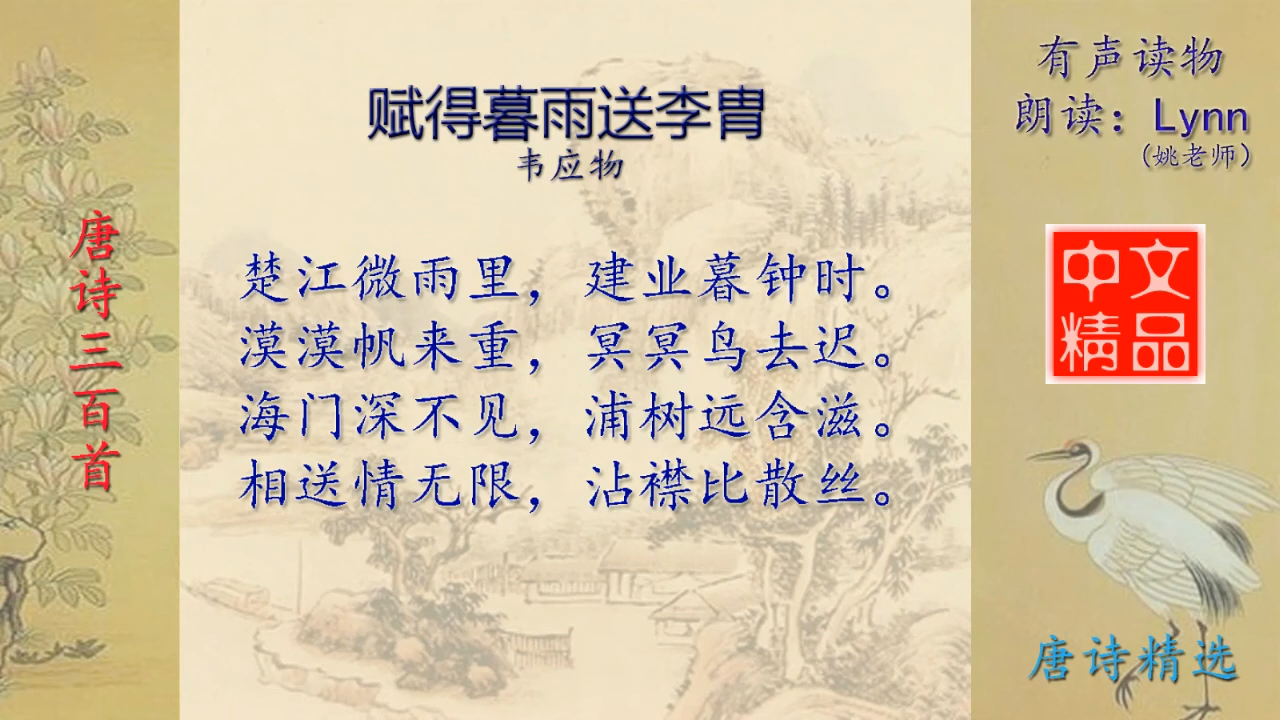 赋得暮雨送李胄
韦应物
楚江微雨里，建业暮钟时。
漠漠帆来重，冥冥鸟去迟。
海门深不见，浦树远含滋。
相送情无限，沾襟比散丝。
唐诗三百首
有声读物
朗读：Lynn
（姚老师）
中文
精品
唐诗精选